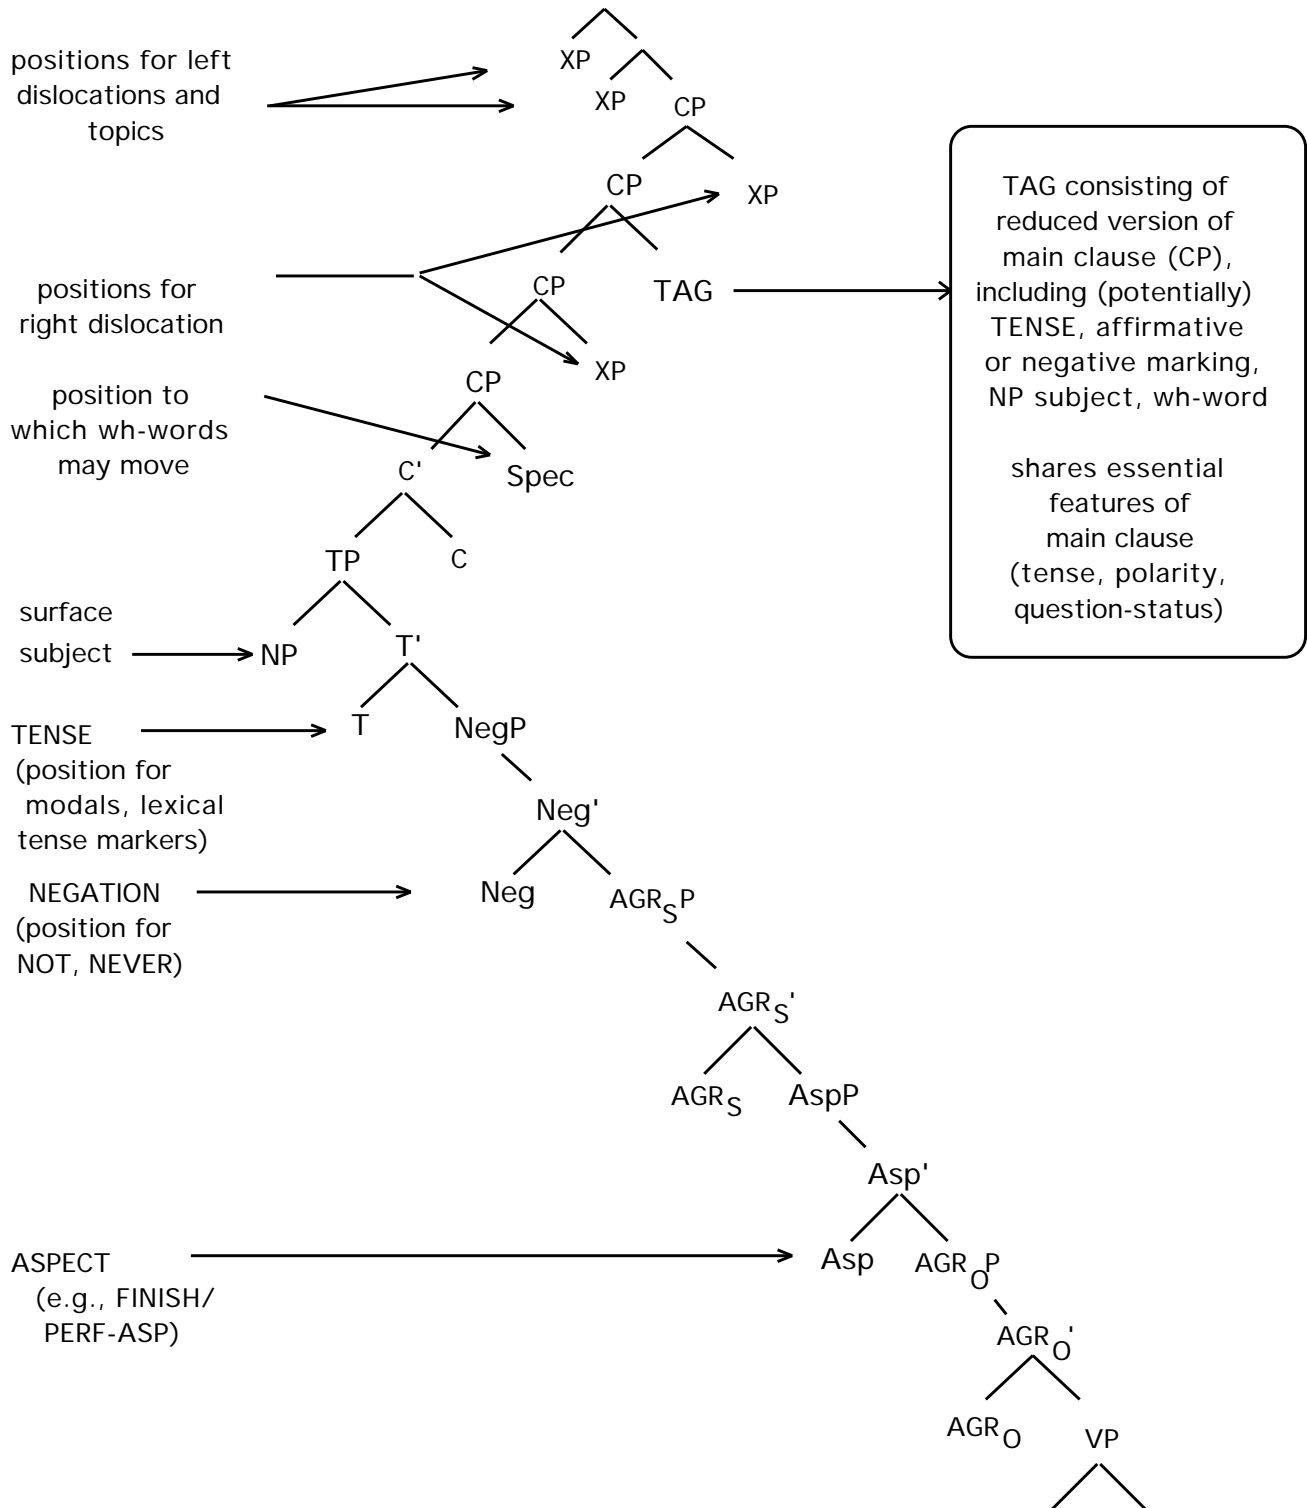 XP
positions for left
dislocations and
topics
XP
CP
CP
XP
TAG consisting of
reduced version of
main clause (CP),
including (potentially)
TENSE, affirmative
or negative marking,
NP subject, wh-word
shares essential
features of
main clause
(tense, polarity,
question-status)
positions for
right dislocation
CP
TAG
XP
position to
which wh-words
may move
CP
C'
Spec
TP
C
surface
subject
NP
T'
TENSE
(position for
modals, lexical
tense markers)
T
NegP
Neg'
NEGATION
(position for
NOT, NEVER)
Neg
AGRSP
AGRS'
AGRS
AspP
Asp'
ASPECT
(e.g., FINISH/
PERF-ASP)
Asp
AGROP
AGRO'
AGRO
VP